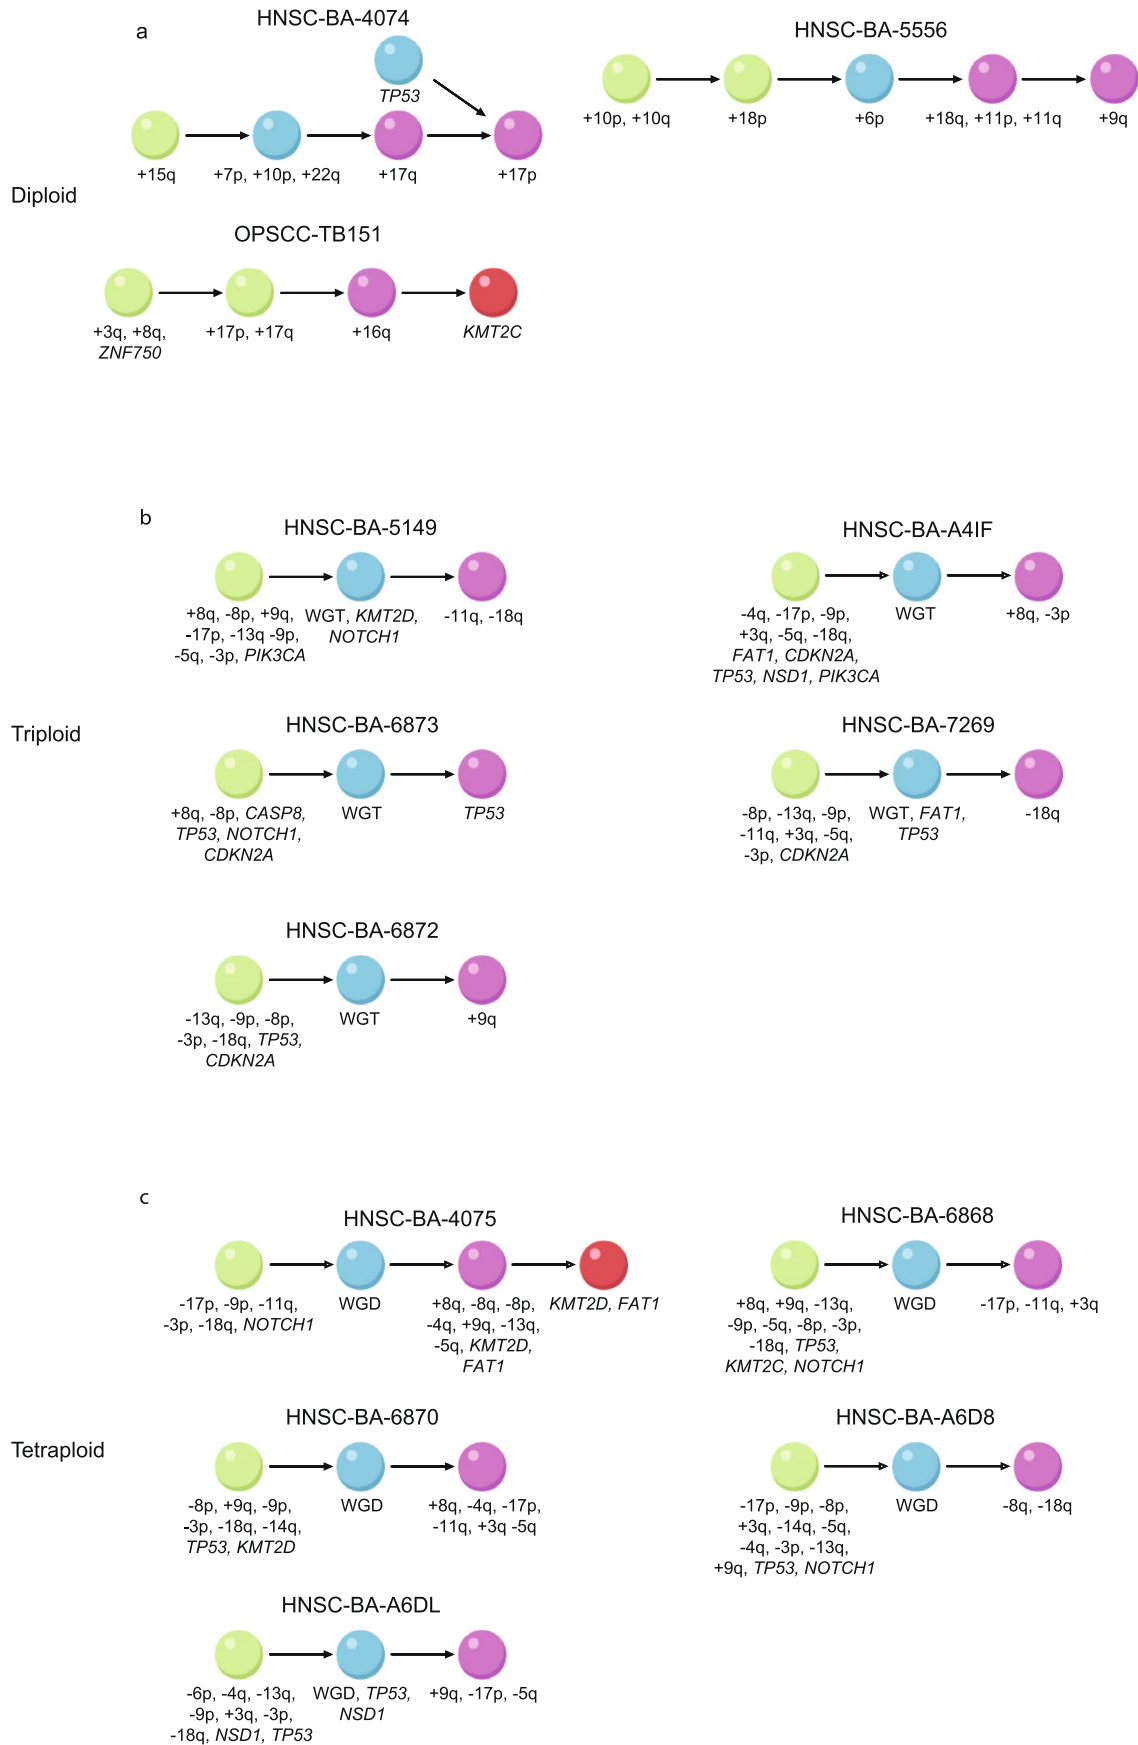 a
HNSC-BA-4074
TP53
+15q
+7p, +10p, +22q
+17q
+17p
HNSC-BA-5556
+10p, +10q
+18p
+6p
+18q, +11p, +11q
+9q
Diploid
OPSCC-TB151
+3q, +8q,
ZNF750
+17p, +17q
+16q
KMT2C
b
HNSC-BA-5149
+8q, -8p, +9q,
-17p, -13q -9p,
-5q, -3p, PIK3CA
WGT, KMT2D,
NOTCH1
-11q, -18q
HNSC-BA-A4IF
-4q, -17p, -9p,
+3q, -5q, -18q,
FAT1, CDKN2A,
TP53, NSD1, PIK3CA
WGT
+8q, -3p
Triploid
HNSC-BA-6873
+8q, -8p, CASP8,
TP53, NOTCH1,
CDKN2A
WGT
TP53
HNSC-BA-7269
-8p, -13q, -9p,
-11q, +3q, -5q,
-3p, CDKN2A
WGT, FAT1,
TP53
-18q
HNSC-BA-6872
-13q, -9p, -8p,
-3p, -18q, TP53,
CDKN2A
WGT
+9q
c
HNSC-BA-4075
-17p, -9p, -11q,
-3p, -18q, NOTCH1
WGD
+8q, -8q, -8p,
-4q, +9q, -13q,
-5q, KMT2D,
FAT1
KMT2D, FAT1
HNSC-BA-6868
+8q, +9q, -13q,
-9p, -5q, -8p, -3p,
-18q, TP53,
KMT2C, NOTCH1
WGD
-17p, -11q, +3q
Tetraploid
HNSC-BA-6870
-8p, +9q, -9p,
-3p, -18q, -14q,
TP53, KMT2D
WGD
+8q, -4q, -17p,
-11q, +3q -5q
HNSC-BA-A6D8
-17p, -9p, -8p,
+3q, -14q, -5q,
-4q, -3p, -13q,
+9q, TP53, NOTCH1
WGD
-8q, -18q
HNSC-BA-A6DL
-6p, -4q, -13q,
-9p, +3q, -3p,
-18q, NSD1, TP53
WGD, TP53,
NSD1
+9q, -17p, -5q